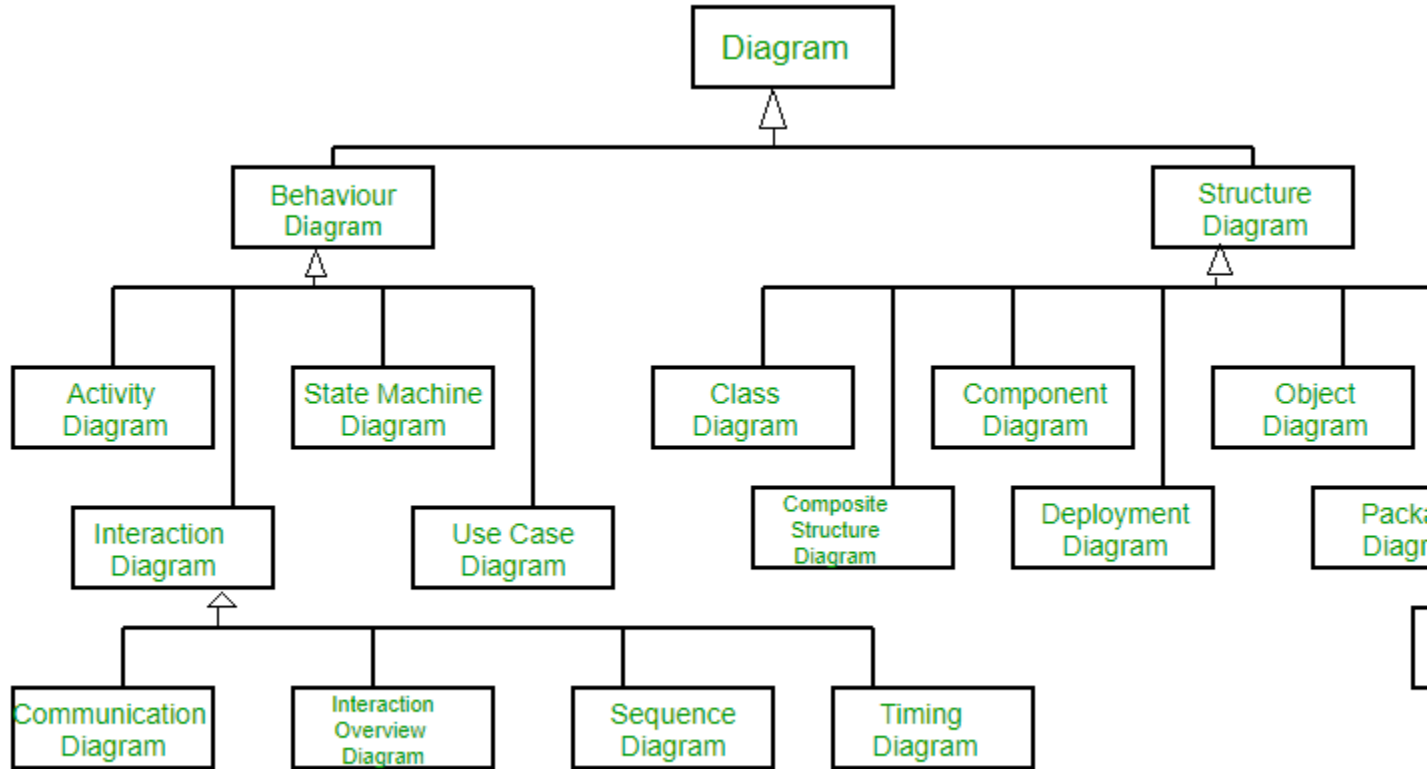 Diagram
Behaviour
Diagram
Structure
Diagram
Activity
Diagram
State Machine
Diagram
Class
Diagram
Component
Diagram
Object
Diagram
Interaction
Diagram
Use Case
Diagram
Composite
Structure
Diagram
Deployment
Diagram
Communication
Diagram
Interaction
Overview
Diagram
Sequence
Diagram
Timing
Diagram